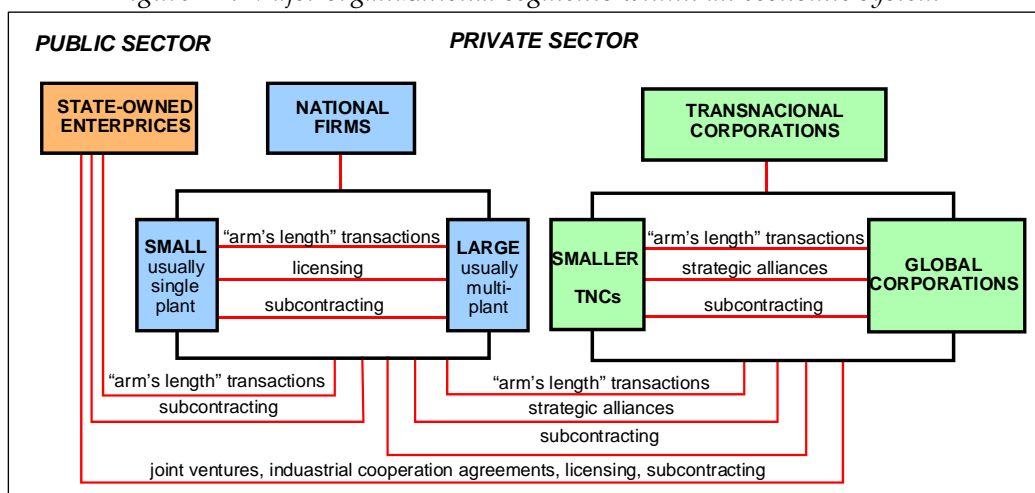 PUBLIC SECTOR
PRIVATE SECTOR
STATE-OWNED
ENTERPRICES
NATIONAL
FIRMS
TRANSNACIONAL
CORPORATIONS
SMALL
usually
single
plant
“arm’s length” transactions
licensing
subcontracting
LARGE
usually
multi-
plant
SMALLER
TNCs
“arm’s length” transactions
strategic alliances
subcontracting
GLOBAL
CORPORATIONS
“arm’s length” transactions
subcontracting
“arm’s length” transactions
strategic alliances
subcontracting
joint ventures, induastrial cooperation agreements, licensing, subcontracting